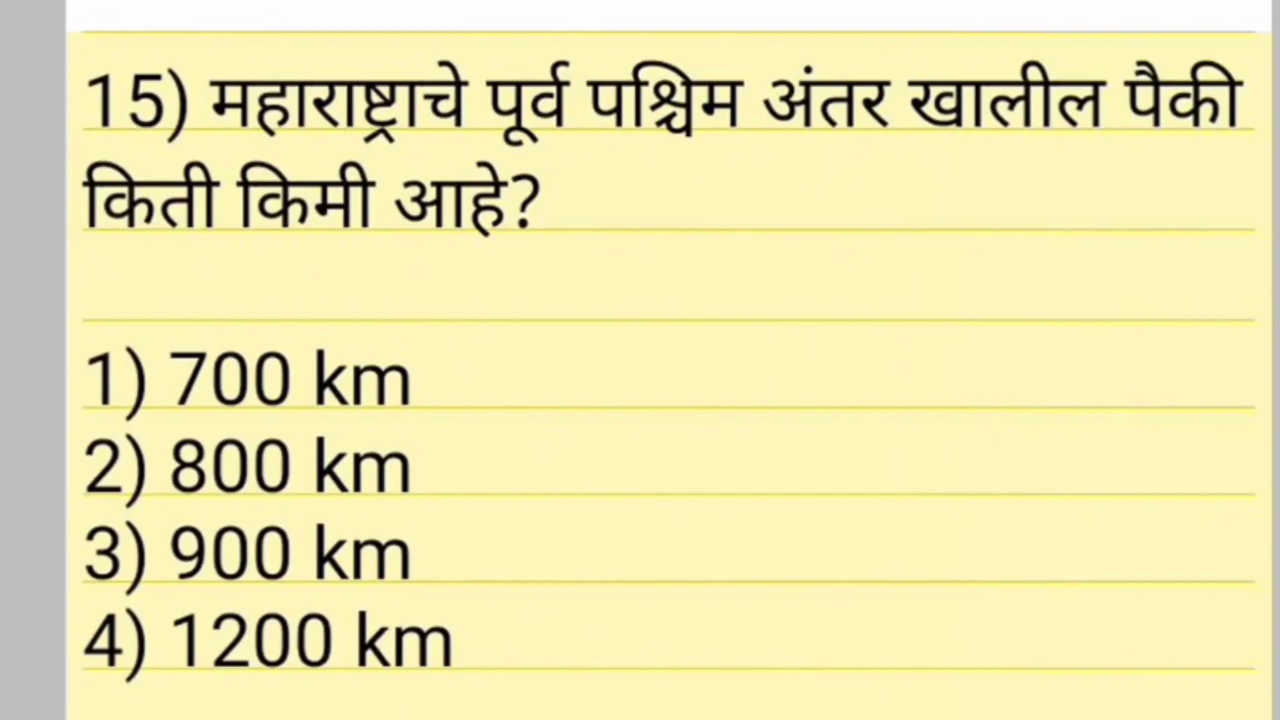 15) महाराष्ट्राचे पूर्व पश्चिम अंतर खालील पैकी
किती किमी आहे?
1) 700 km
2) 800 km
3) 900 km
4) 1200 km